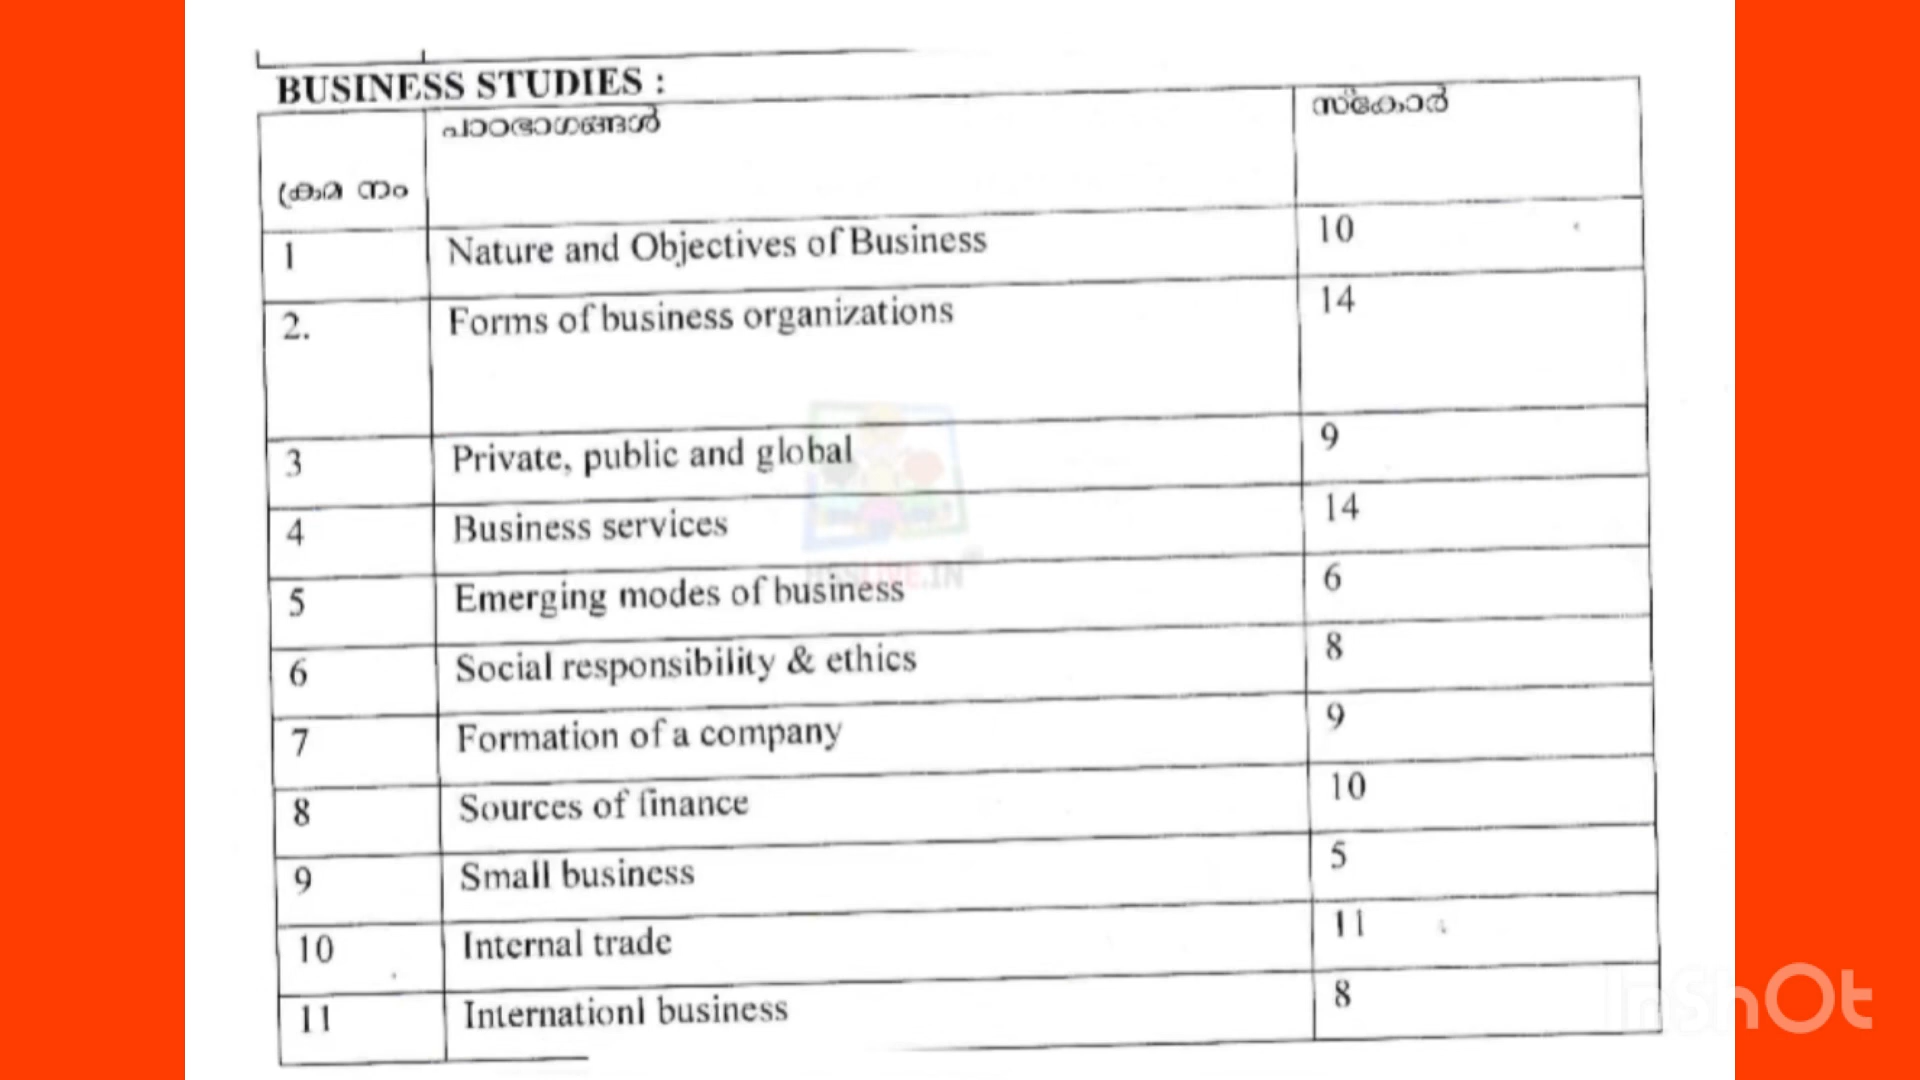 BUSINESS STUDIES :
ക്രമ നം	പാഠഭാഗങ്ങൾ	സ്കോർ
1	Nature and Objectives of Business	10
2.	Forms of business organizations	14
3	Private, public and global	9
4	Business services	14
5	Emerging modes of business	6
6	Social responsibility & ethics	8
7	Formation of a company	9
8	Sources of finance	10
9	Small business	5
10	Internal trade	11
11	Internationl business	8
HSSLIVE.IN®
InShOt